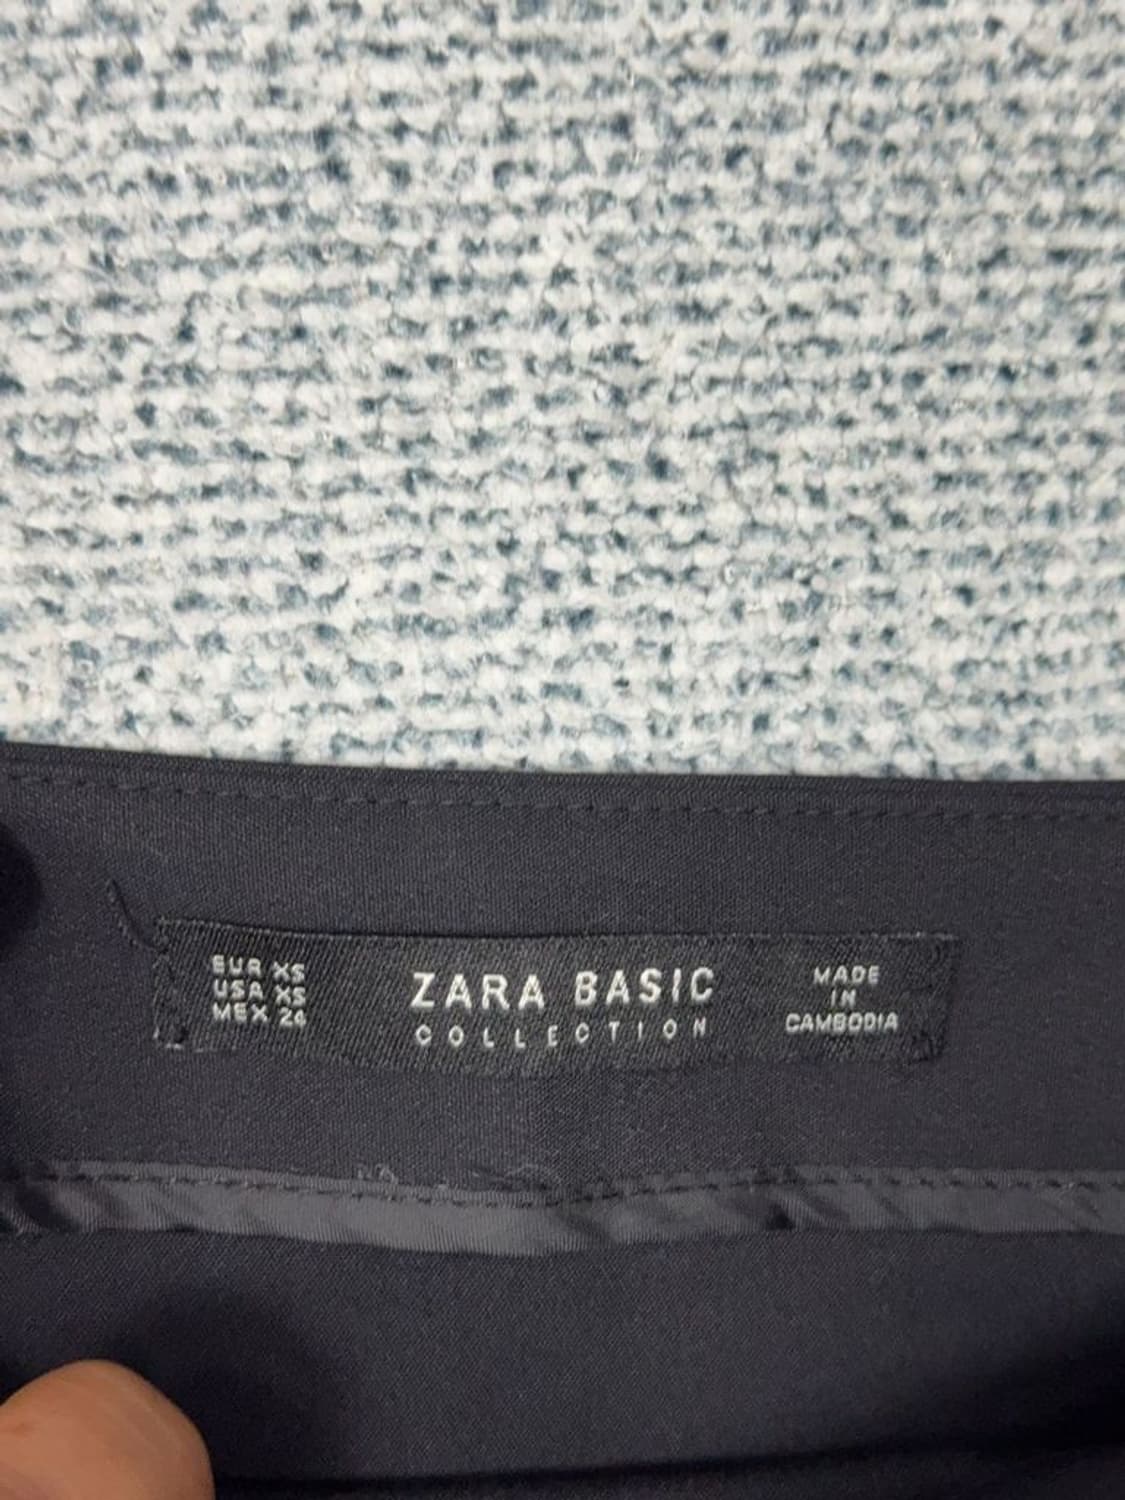 EUR XS
USA XS
MEX 24
ZARA BASIC
COLLECTION
MADE
IN
CAMBODIA